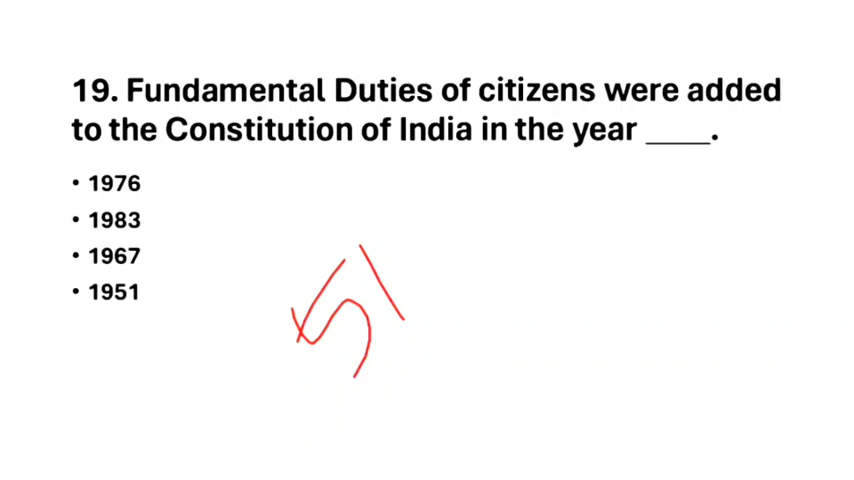 19. Fundamental Duties of citizens were added
to the Constitution of India in the year ____.
• 1976
• 1983
• 1967
• 1951
51